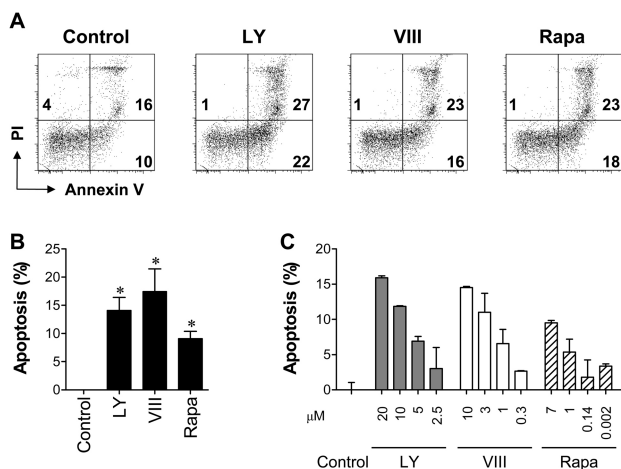 A
Control LY VIII Rapa
4 16 1 27 1 23 1 23
10 22 16 18
PI
Annexin V
B
Apoptosis (%)
25
20
15
10
5
0
* * *
Control LY VIII Rapa
C
Apoptosis (%)
20
15
10
5
0
μM 20 10 5 2.5 10 3 1 0.3 7 1 0.14 0.002
Control LY VIII Rapa